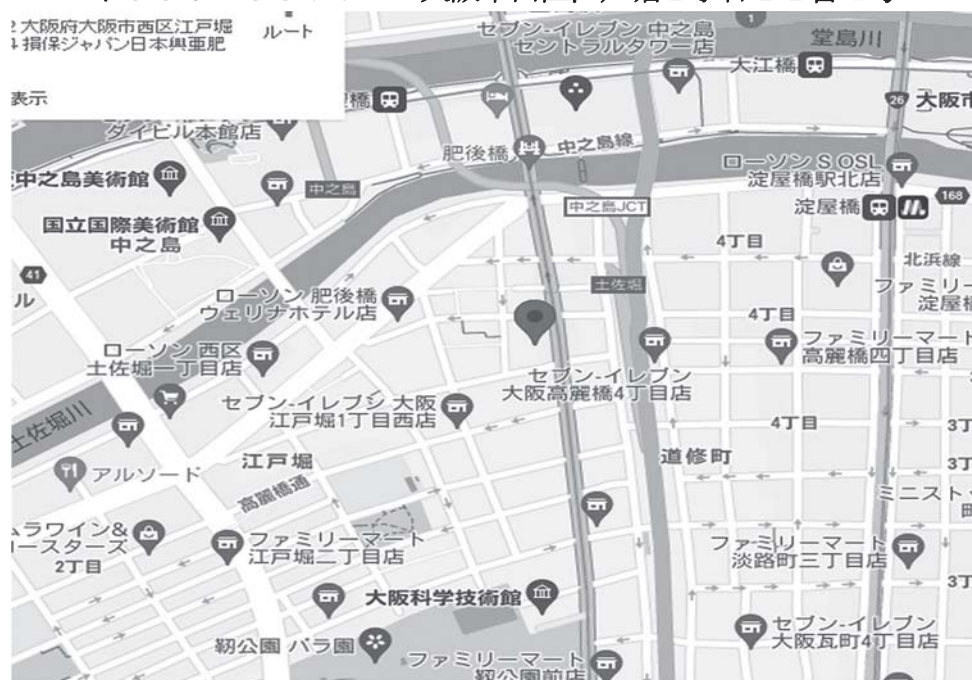 大阪府大阪市西区江戸堀
損保ジャパン日本興亜肥
ルート
表示
セブン-イレブン 中之島
セントラルタワー店
1
堂島川
大江橋
橋
26
大阪市
ダイビル本館店
肥後橋
中之島線
ローソン S OSL
淀屋橋駅北店
中之島美術館
中之島
国立国際美術館
中之島
中之島JCT
淀屋橋
168
4丁目
北浜線
41
ル
土佐堀
ファミリー
淀屋橋
ローソン 肥後橋
ウェリナホテル店
4丁目
ファミリーマート
高麗橋四丁目店
ローソン 西区
土佐堀一丁目店
セブン-イレブン
大阪高麗橋4丁目店
セブン-イレブン 大阪
江戸堀1丁目西店
土佐堀川
4丁目
3丁
アルソード
江戸堀
道修町
3丁
高麗橋通
ミニスト
町
ムラワイン&
ースターズ
2丁目
ファミリーマート
江戸堀二丁目店
ファミリーマート
淡路町三丁目店
3丁
大阪科学技術館
靭公園 バラ園
セブン-イレブン
大阪瓦町4丁目店
ファミリーマート
靭公園前店